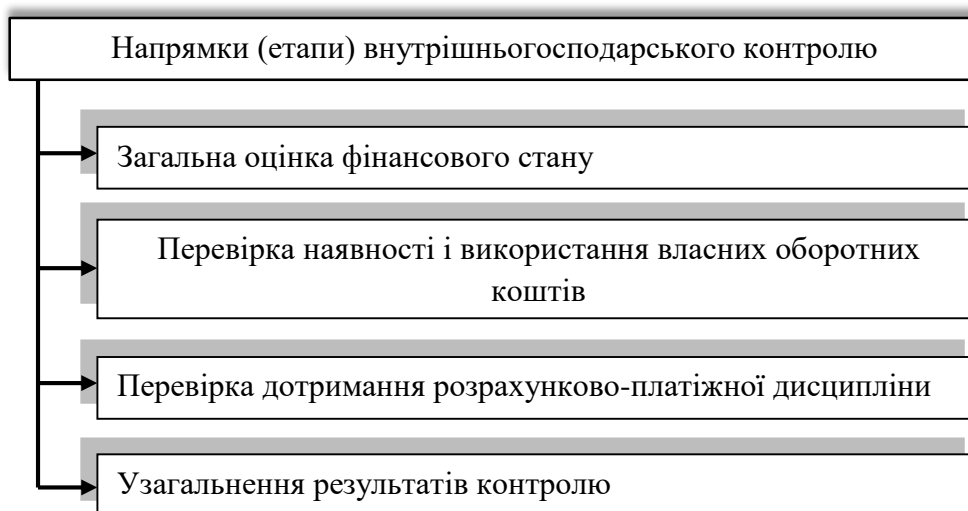 Напрямки (етапи) внутрішньогосподарського контролю
Загальна оцінка фінансового стану
Перевірка наявності і використання власних оборотних
коштів
Перевірка дотримання розрахунково-платіжної дисципліни
Узагальнення результатів контролю